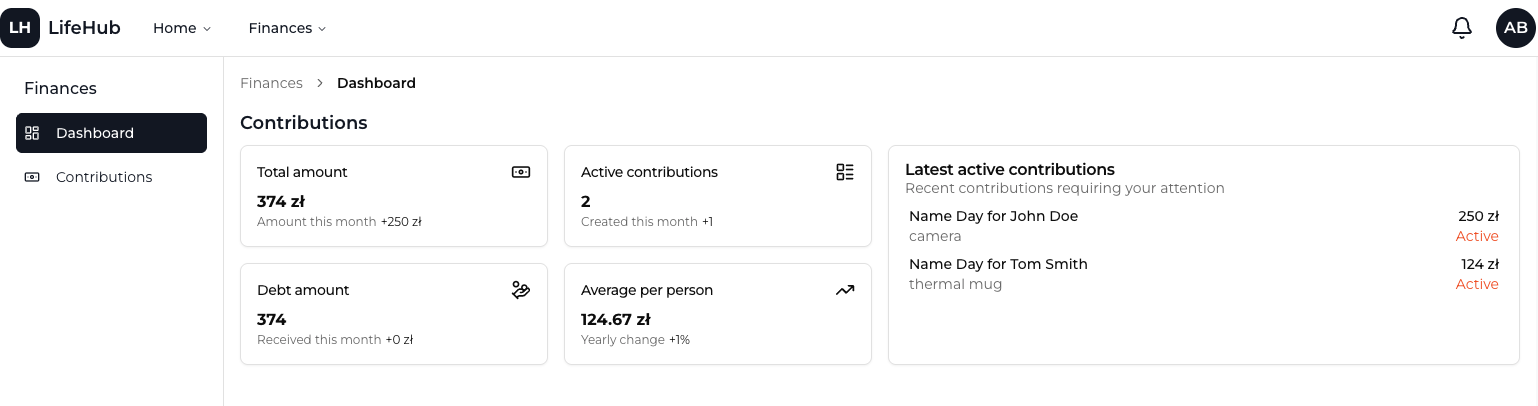 LH LifeHub Home Finances AB
Finances
Dashboard
Contributions
Finances > Dashboard
Contributions
Total amount
374 zł
Amount this month +250 zł
Active contributions
2
Created this month +1
Debt amount
374
Received this month +0 zł
Average per person
124.67 zł
Yearly change +1%
Latest active contributions
Recent contributions requiring your attention
Name Day for John Doe 250 zł
camera Active
Name Day for Tom Smith 124 zł
thermal mug Active